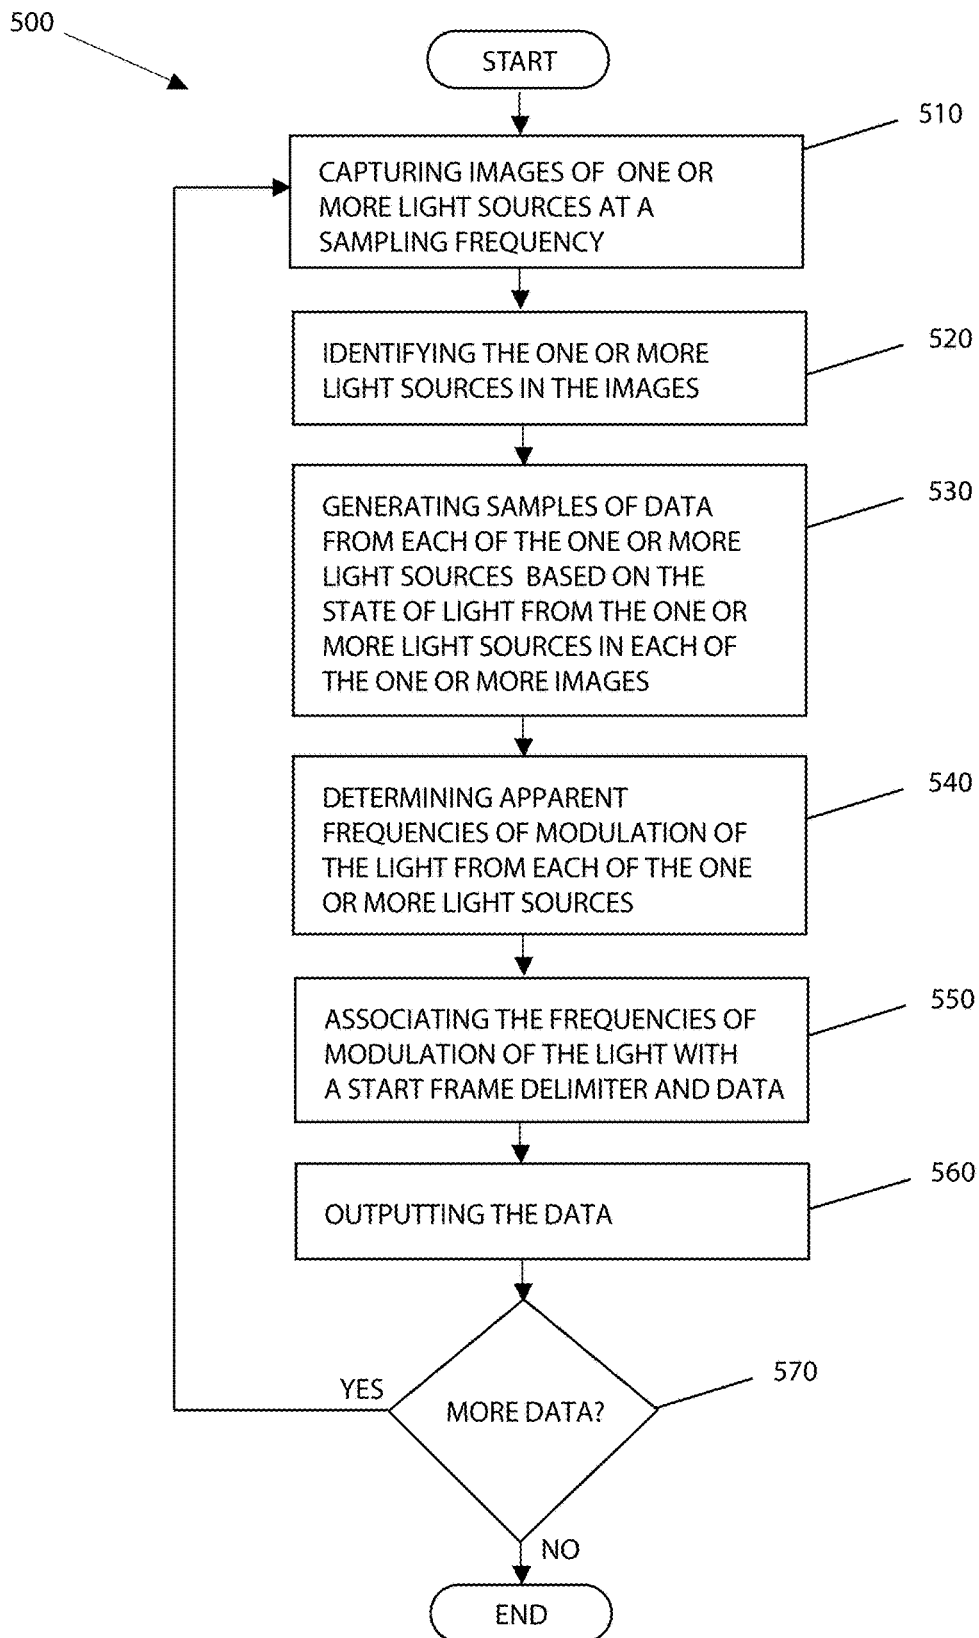 500
START
510
CAPTURING IMAGES OF ONE OR
MORE LIGHT SOURCES AT A
SAMPLING FREQUENCY
520
IDENTIFYING THE ONE OR MORE
LIGHT SOURCES IN THE IMAGES
530
GENERATING SAMPLES OF DATA
FROM EACH OF THE ONE OR MORE
LIGHT SOURCES BASED ON THE
STATE OF LIGHT FROM THE ONE OR
MORE LIGHT SOURCES IN EACH OF
THE ONE OR MORE IMAGES
540
DETERMINING APPARENT
FREQUENCIES OF MODULATION OF
THE LIGHT FROM EACH OF THE ONE
OR MORE LIGHT SOURCES
550
ASSOCIATING THE FREQUENCIES OF
MODULATION OF THE LIGHT WITH
A START FRAME DELIMITER AND DATA
560
OUTPUTTING THE DATA
570
YES
MORE DATA?
NO
END